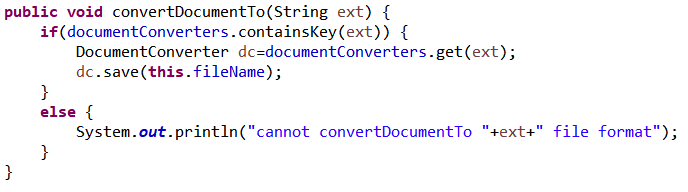 public void convertDocumentTo(String ext) {
    if(documentConverters.containsKey(ext)) {
        DocumentConverter dc=documentConverters.get(ext);
        dc.save(this.fileName);
    }
    else {
        System.out.println("cannot convertDocumentTo "+ext+" file format");
    }
}